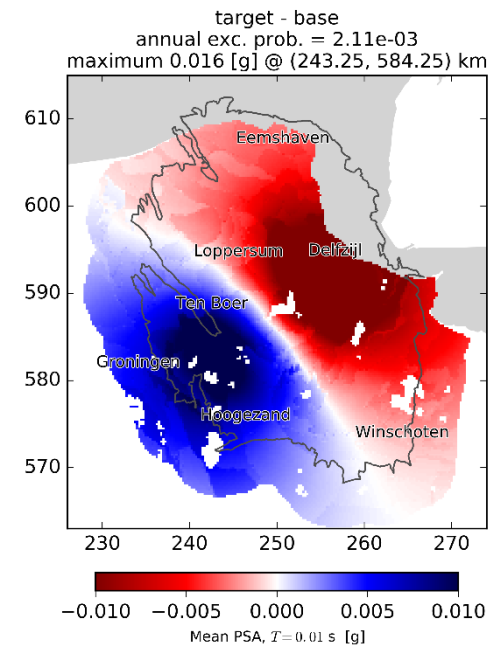 target - base
annual exc. prob. = 2.11e-03
maximum 0.016 [g] @ (243.25, 584.25) km
610
Eemshaven
600
Loppersum Delfzijl
590
Ten Boer
Groningen
580
Hoogezand
Winschoten
570
230 240 250 260 270
−0.010 −0.005 0.000 0.005 0.010
Mean PSA, T = 0.01 s [g]